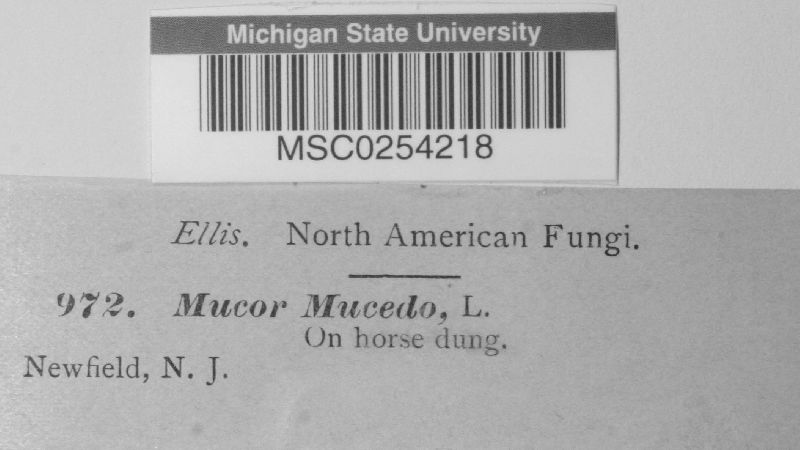 Michigan State University
MSC0254218
Ellis. North American Fungi.
972. Mucor Mucedo, L.
On horse dung.
Newfield, N. J.